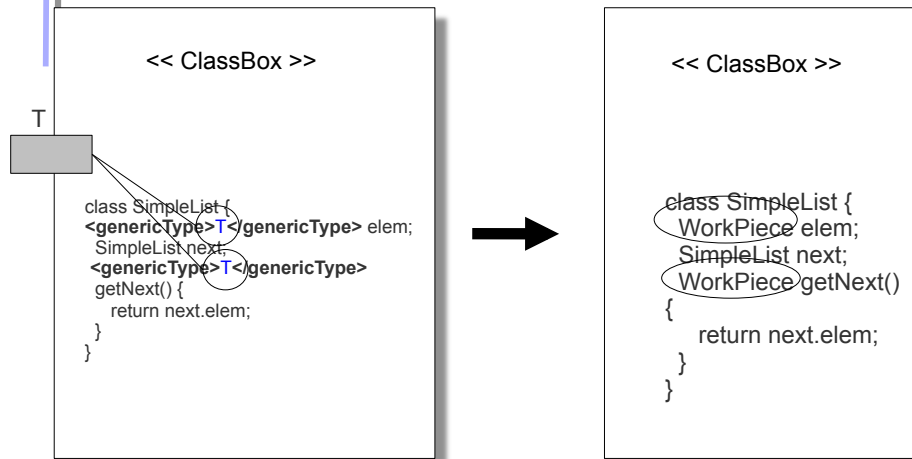 << ClassBox >>
T
class SimpleList {
<genericType>T</genericType> elem;
SimpleList next;
<genericType>T</genericType>
getNext() {
return next.elem;
}
}
<< ClassBox >>
class SimpleList {
WorkPiece elem;
SimpleList next;
WorkPiece getNext()
{
return next.elem;
}
}